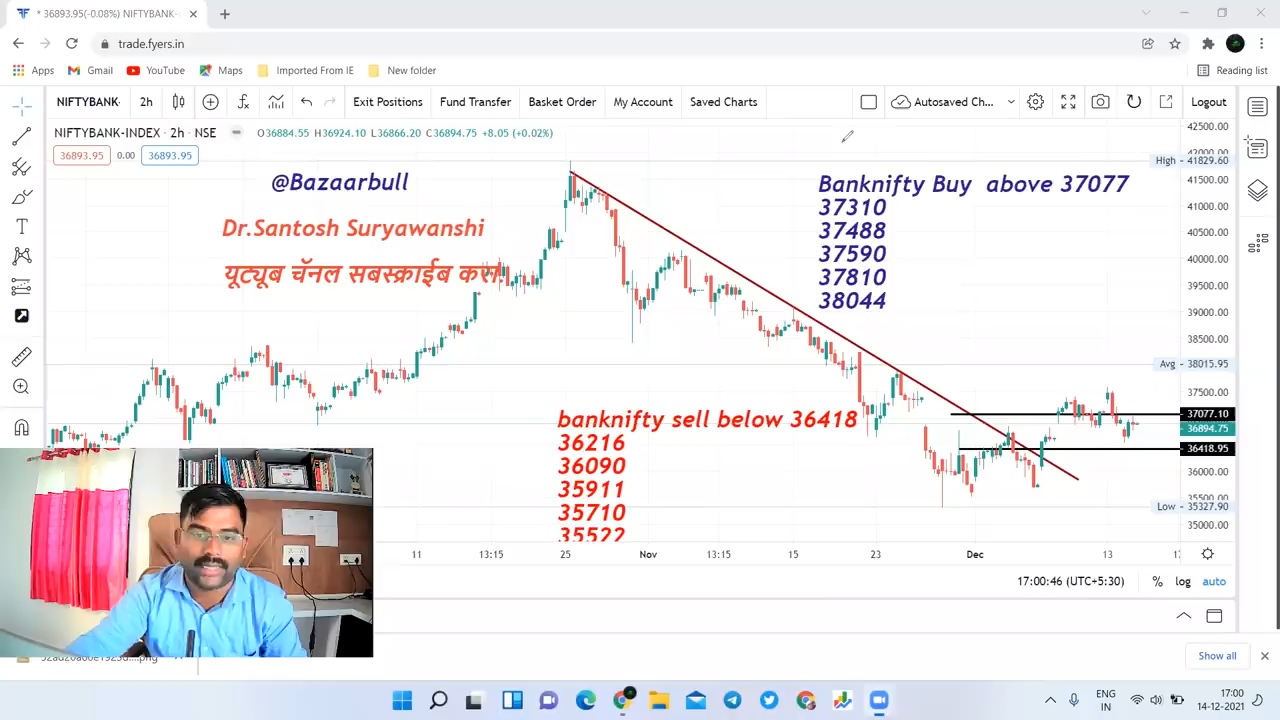 * 36893.95(-0.08%) NIFTYBANK-
trade.fyers.in
Apps Gmail YouTube Maps Imported From IE New folder Reading list
NIFTYBANK- 2h Exit Positions Fund Transfer Basket Order My Account Saved Charts Autosaved Ch... Logout
NIFTYBANK-INDEX · 2h · NSE O36884.55 H36924.10 L36866.20 C36894.75 +8.05 (+0.02%)
36893.95 0.00 36893.95
@Bazaarbull
Dr.Santosh Suryawanshi
यूट्यूब चॅनल सबस्क्राईब करा.
Banknifty Buy above 37077
37310
37488
37590
37810
38044
banknifty sell below 36418
36216
36090
35911
35710
35522
42500.00
42000.00
High - 41829.60
41500.00
41000.00
40500.00
40000.00
39500.00
39000.00
38500.00
Avg - 38015.95
37500.00
37077.10
36894.75
36418.95
36000.00
35500.00
Low - 35327.90
35000.00
11 13:15 25 Nov 13:15 15 23 Dec 13
17:00:46 (UTC+5:30) % log auto
Show all
ENG
IN
17:00
14-12-2021